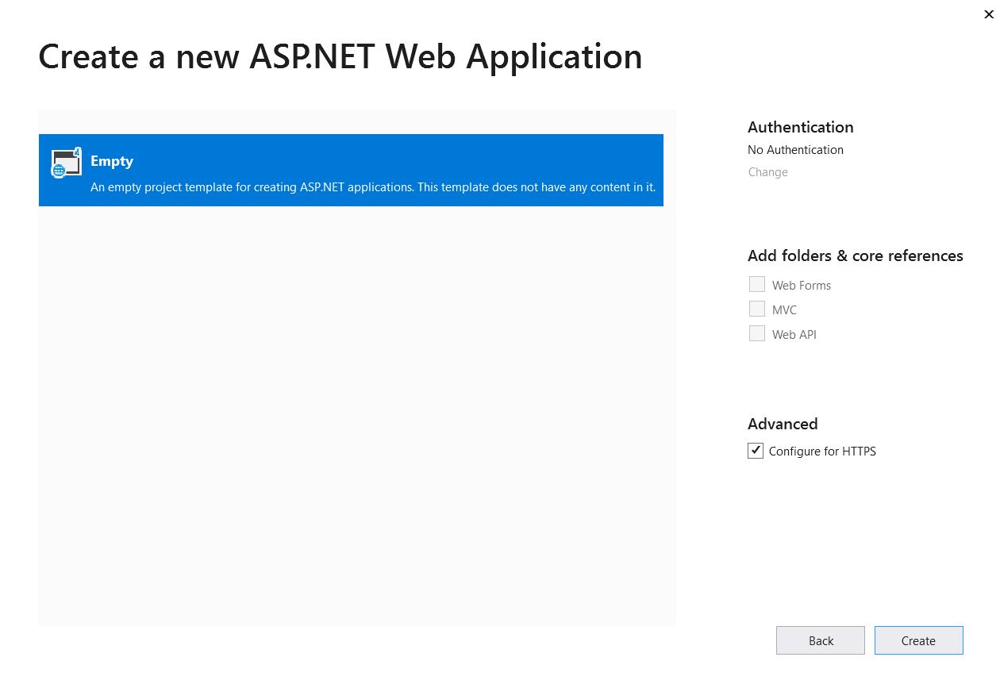 Create a new ASP.NET Web Application
Empty
An empty project template for creating ASP.NET applications. This template does not have any content in it.
Authentication
No Authentication
Change
Add folders & core references
Web Forms
MVC
Web API
Advanced
Configure for HTTPS
Back
Create